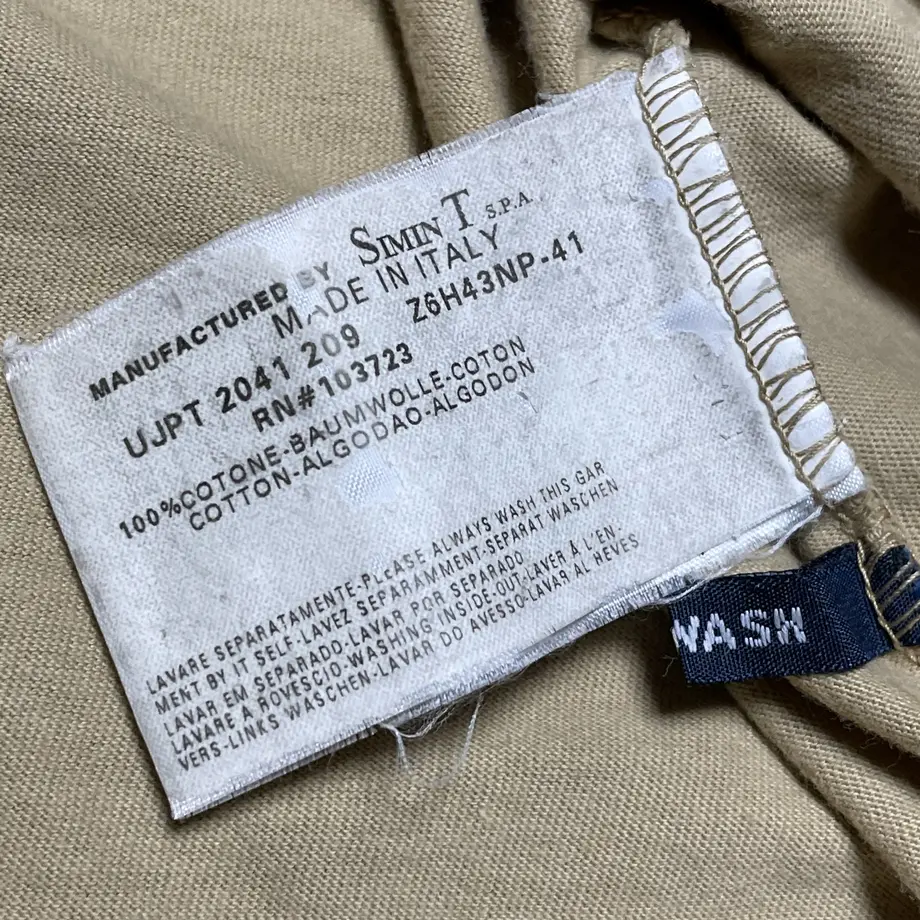 MANUFACTURED BY SIMIN T S.P.A.
MADE IN ITALY
UJPT 2041 209 Z6H43NP-41
RN#103723
100%COTONE-BAUMWOLLE-COTON
COTTON-ALGODAO-ALGODON
LAVARE SEPARATAMENTE-PLEASE ALWAYS WASH THIS GAR
MENT BY IT SELF-LAVEZ SEPARAMMENT-SEPARAT WASCHEN
LAVAR EM SEPARADO-LAVAR POR SEPARADO
LAVARE A ROVESCIO-WASHING INSIDE-OUT-LAVER À L'EN:
VERS-LINKS WASCHEN-LAVAR DO AVESSO-LAVAR AL REVES
WASH